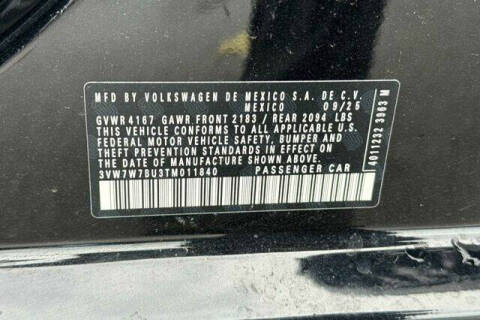 MFD BY VOLKSWAGEN DE MEXICO S.A. DE C.V.
MEXICO 09/25
GVWR 4167 GAWR FRONT 2183 / REAR 2094 LBS
THIS VEHICLE CONFORMS TO ALL APPLICABLE U.S.
FEDERAL MOTOR VEHICLE SAFETY, BUMPER AND
THEFT PREVENTION STANDARDS IN EFFECT ON
THE DATE OF MANUFACTURE SHOWN ABOVE.
3VW7W7BU3TM011840 PASSENGER CAR
4011292 3963 M